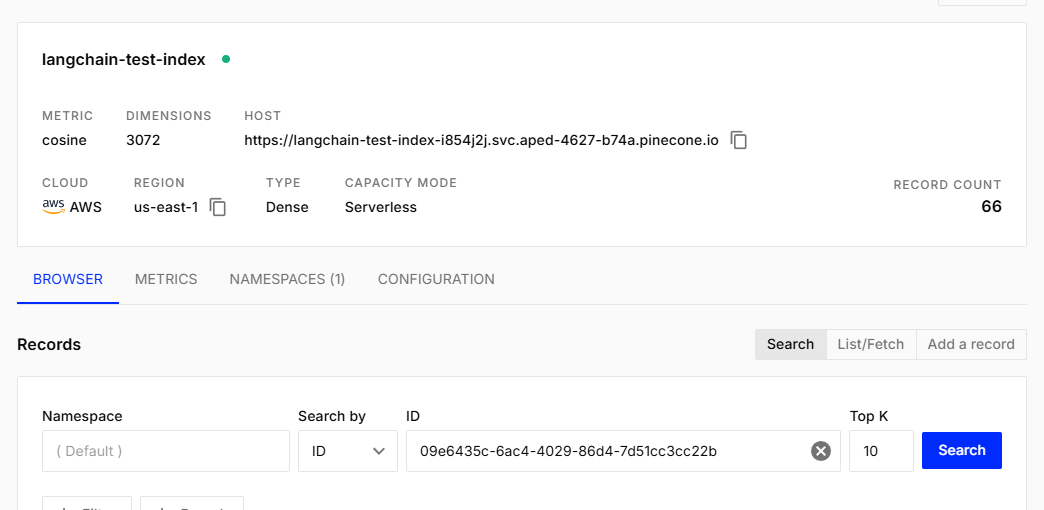 langchain-test-index
METRIC DIMENSIONS HOST
cosine 3072 https://langchain-test-index-i854j2j.svc.aped-4627-b74a.pinecone.io
CLOUD REGION TYPE CAPACITY MODE RECORD COUNT
aws AWS us-east-1 Dense Serverless 66
BROWSER METRICS NAMESPACES (1) CONFIGURATION
Records Search List/Fetch Add a record
Namespace Search by ID Top K
( Default ) ID 09e6435c-6ac4-4029-86d4-7d51cc3cc22b 10 Search